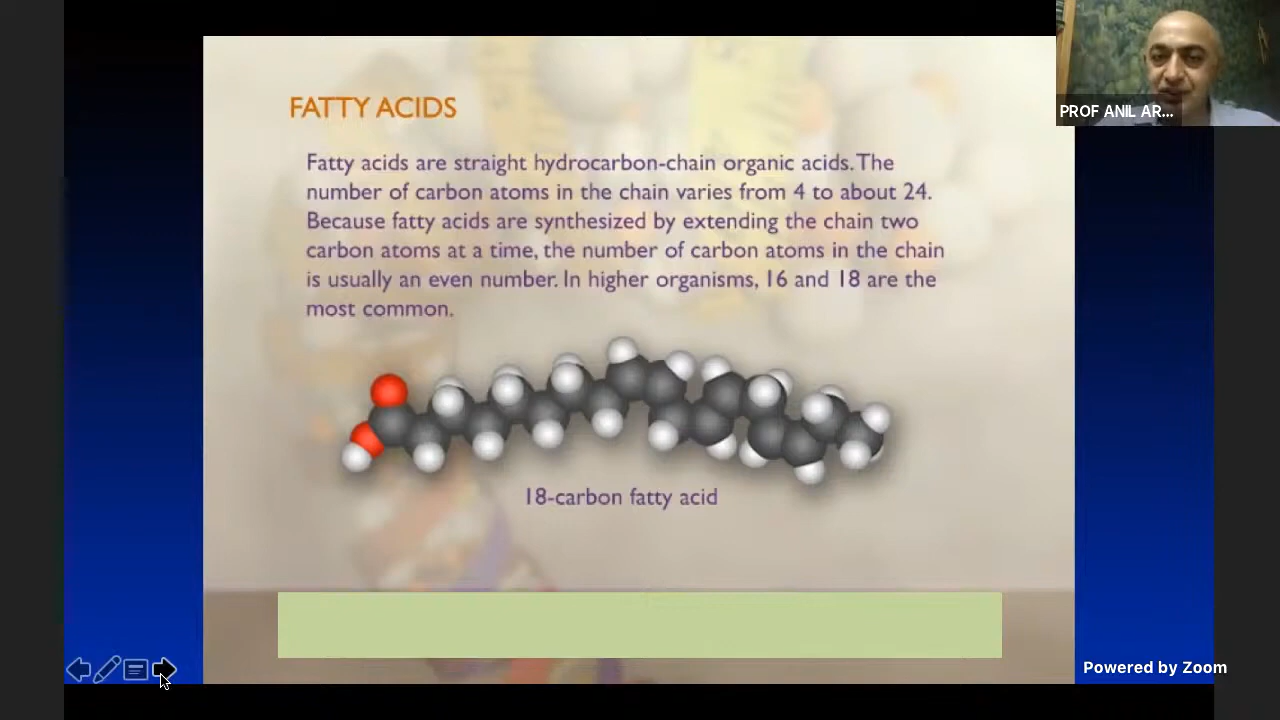 FATTY ACIDS
Fatty acids are straight hydrocarbon-chain organic acids. The
number of carbon atoms in the chain varies from 4 to about 24.
Because fatty acids are synthesized by extending the chain two
carbon atoms at a time, the number of carbon atoms in the chain
is usually an even number. In higher organisms, 16 and 18 are the
most common.
18-carbon fatty acid
PROF ANIL AR...
Powered by Zoom